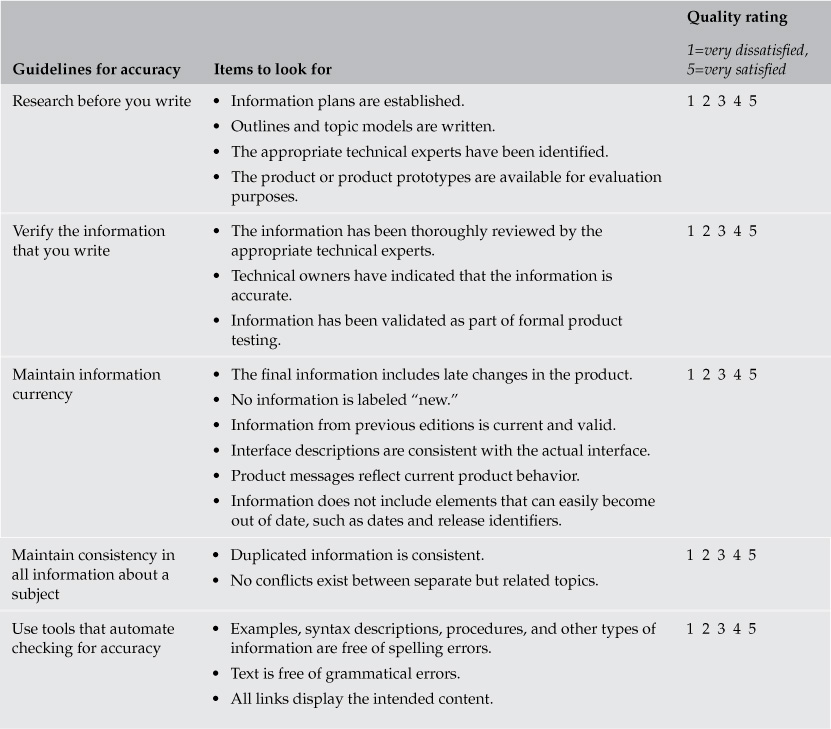 Quality rating
1=very dissatisfied,
Guidelines for accuracy Items to look for 5=very satisfied
Research before you write • Information plans are established. 1 2 3 4 5
• Outlines and topic models are written.
• The appropriate technical experts have been identified.
• The product or product prototypes are available for evaluation
purposes.
Verify the information • The information has been thoroughly reviewed by the 1 2 3 4 5
that you write appropriate technical experts.
• Technical owners have indicated that the information is
accurate.
• Information has been validated as part of formal product
testing.
Maintain information • The final information includes late changes in the product. 1 2 3 4 5
currency • No information is labeled “new.”
• Information from previous editions is current and valid.
• Interface descriptions are consistent with the actual interface.
• Product messages reflect current product behavior.
• Information does not include elements that can easily become
out of date, such as dates and release identifiers.
Maintain consistency in • Duplicated information is consistent. 1 2 3 4 5
all information about a • No conflicts exist between separate but related topics.
subject
Use tools that automate • Examples, syntax descriptions, procedures, and other types of 1 2 3 4 5
checking for accuracy information are free of spelling errors.
• Text is free of grammatical errors.
• All links display the intended content.